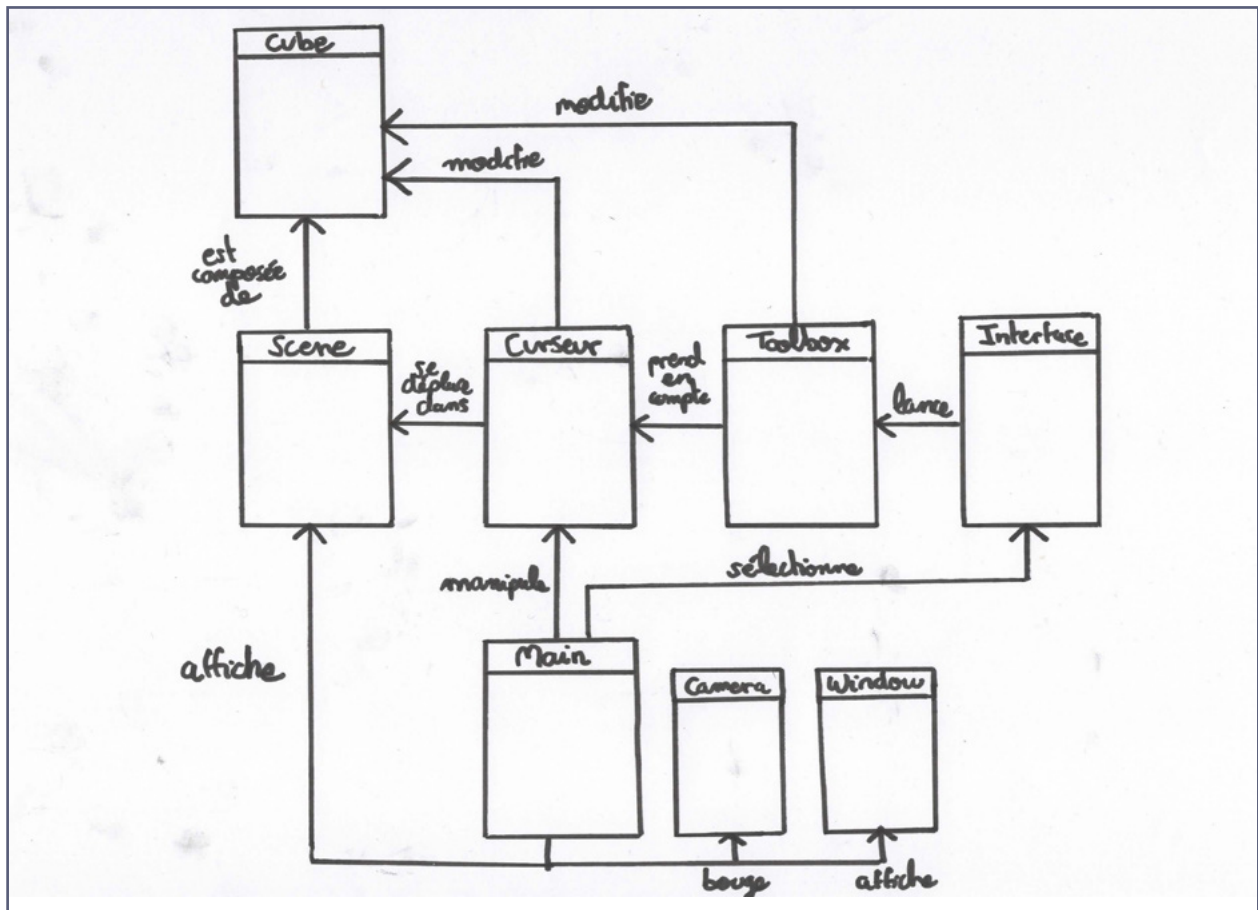 Cube
modifie
modifie
est
composée
de
Scene
Curseur
Toolbox
Interface
se
déplace
dans
prend
en
compte
lance
manipule
sélectionne
affiche
Main
Camera
Window
bouge
affiche